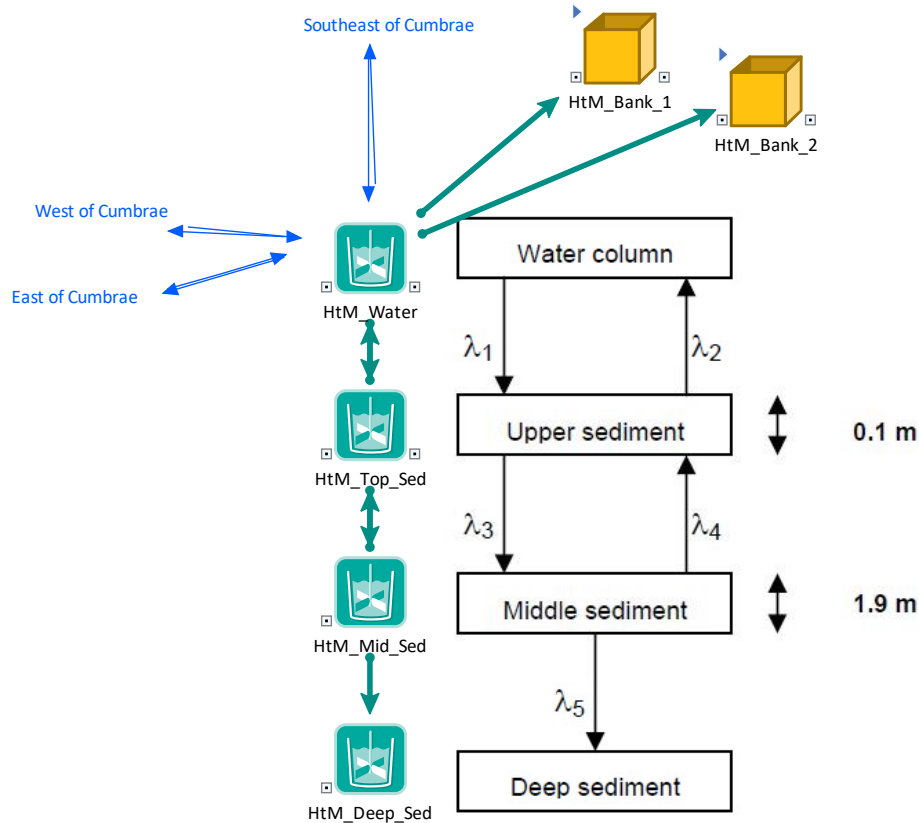 Southeast of Cumbrae
HtM_Bank_1
HtM_Bank_2
West of Cumbrae
East of Cumbrae
HtM_Water
Water column
λ1
λ2
HtM_Top_Sed
Upper sediment
0.1 m
λ3
λ4
HtM_Mid_Sed
Middle sediment
1.9 m
λ5
HtM_Deep_Sed
Deep sediment